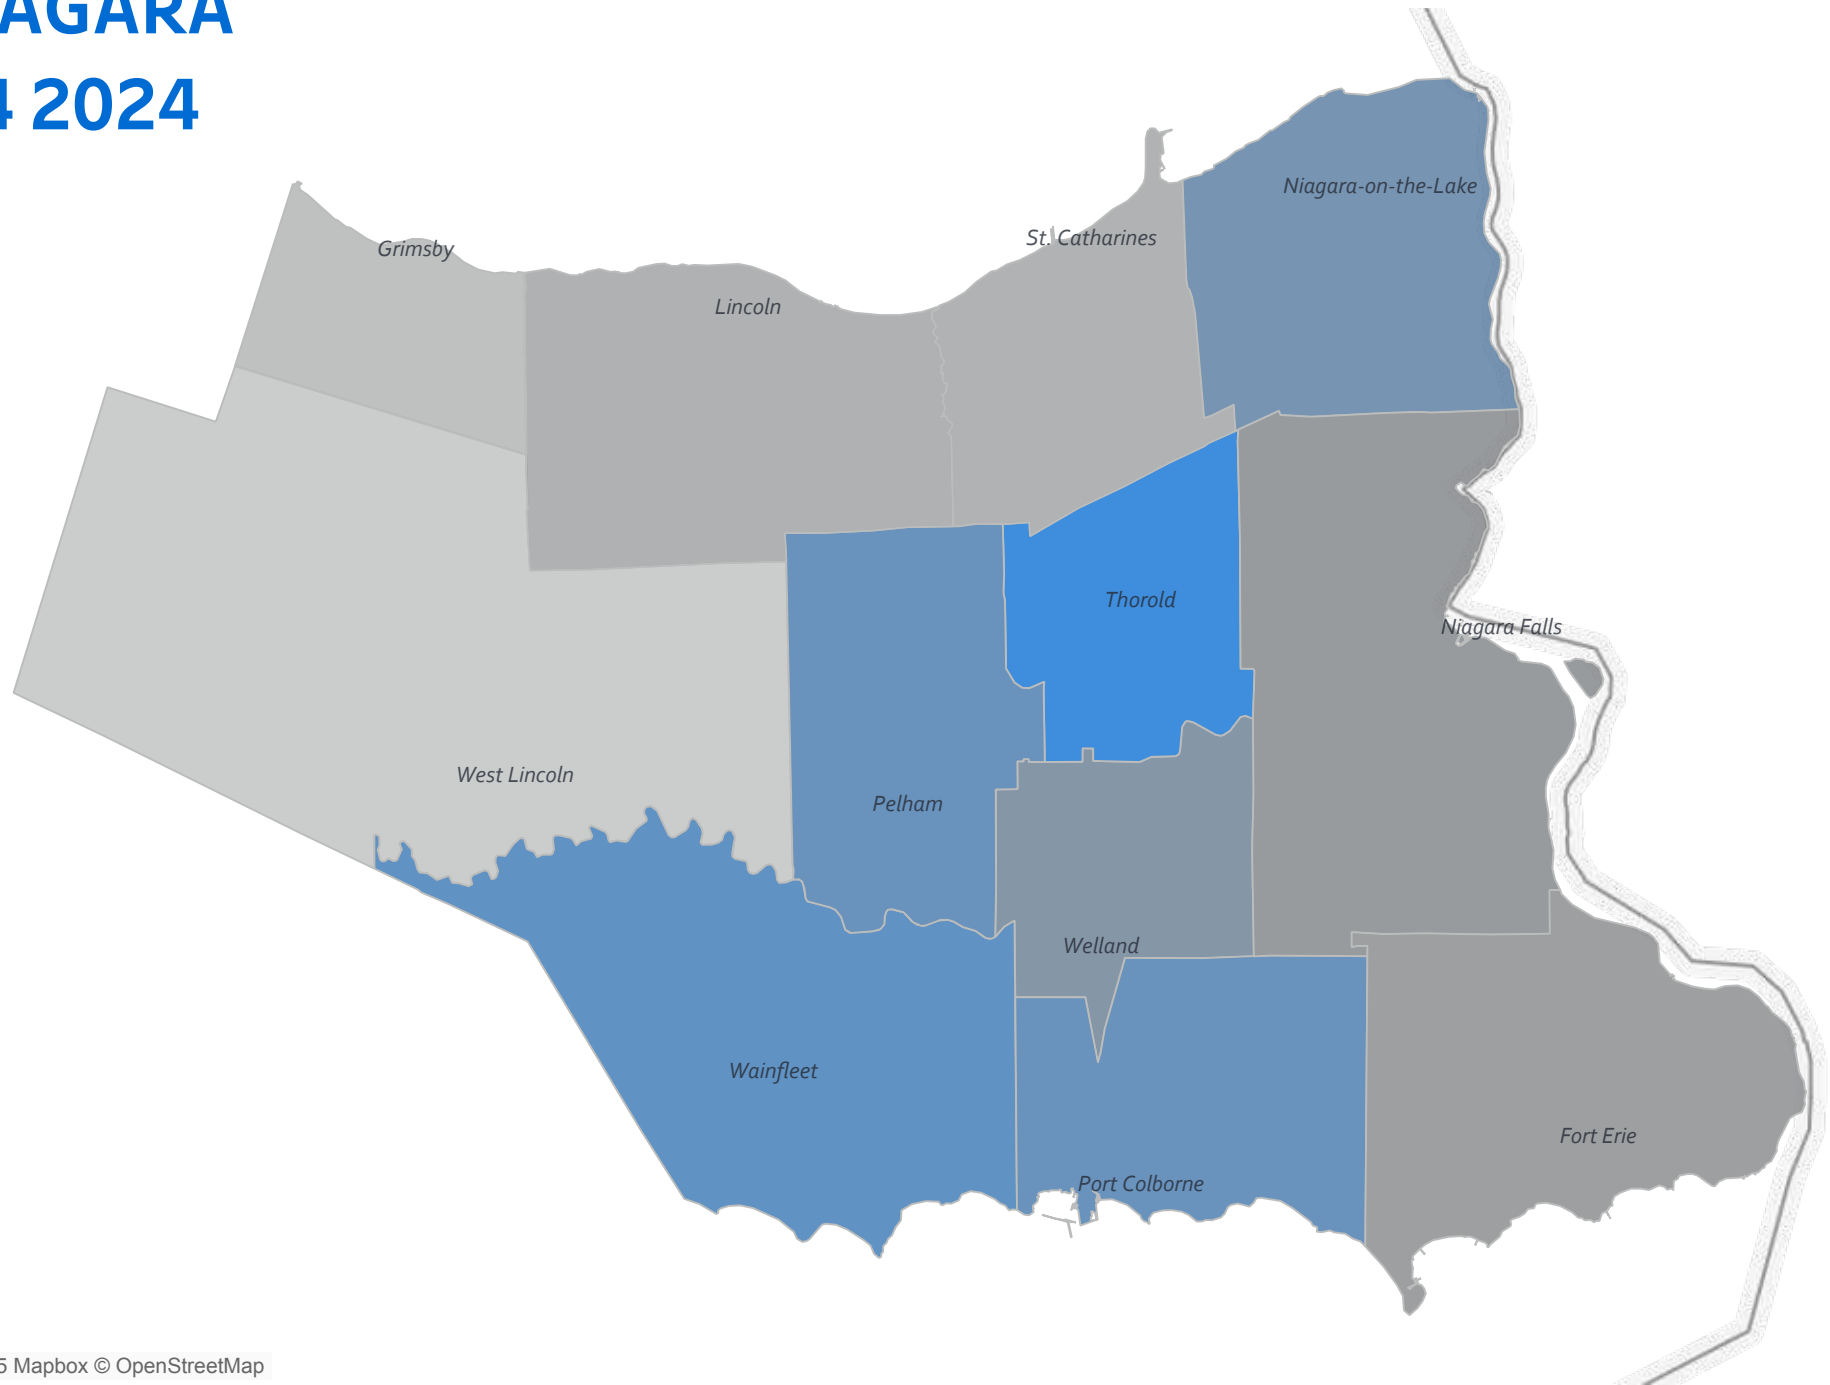 AGARA
4 2024
Niagara-on-the-Lake
St. Catharines
Grimsby
Lincoln
Thorold
Niagara Falls
West Lincoln
Pelham
Welland
Wainfleet
Fort Erie
Port Colborne
5 Mapbox © OpenStreetMap